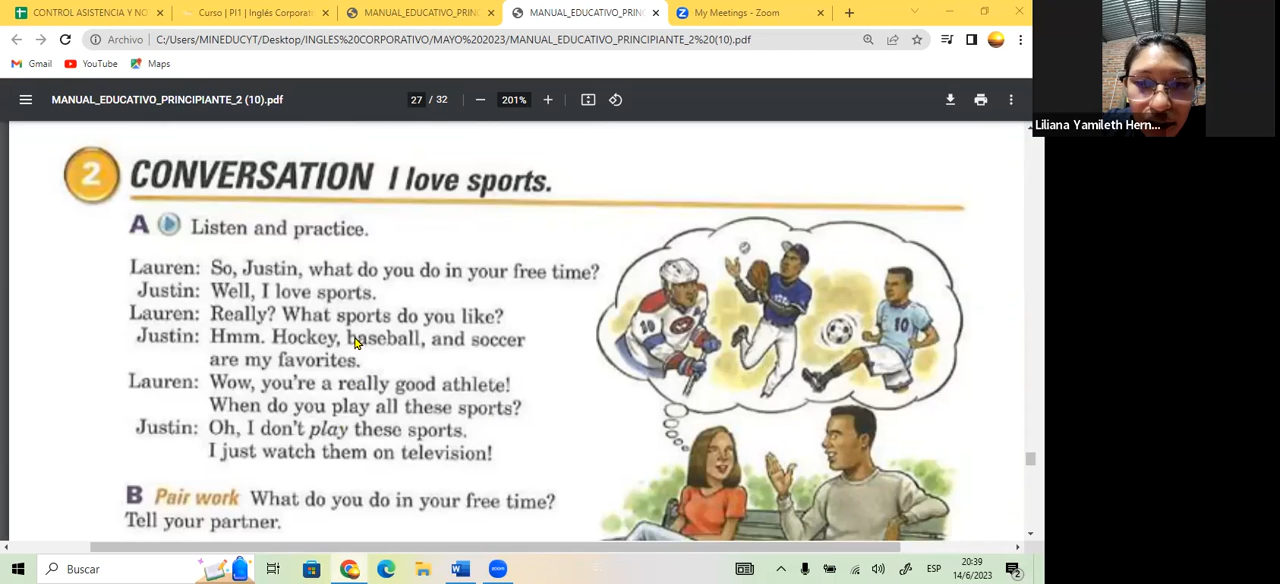 CONTROL ASISTENCIA Y NO
Curso | PI1 | Inglés Corporati
MANUAL_EDUCATIVO_PRINC
MANUAL_EDUCATIVO_PRIN
My Meetings - Zoom
Archivo | C:/Users/MINEDUCYT/Desktop/INGLES%20CORPORATIVO/MAYO%202023/MANUAL_EDUCATIVO_PRINCIPIANTE_2%20(10).pdf
Gmail YouTube Maps
MANUAL_EDUCATIVO_PRINCIPIANTE_2 (10).pdf
27 / 32
201%
Liliana Yamileth Hern...
2 CONVERSATION I love sports.
A Listen and practice.
Lauren: So, Justin, what do you do in your free time?
Justin: Well, I love sports.
Lauren: Really? What sports do you like?
Justin: Hmm. Hockey, baseball, and soccer
are my favorites.
Lauren: Wow, you're a really good athlete!
When do you play all these sports?
Justin: Oh, I don't play these sports.
I just watch them on television!
B Pair work What do you do in your free time?
Tell your partner.
10
10
Buscar
ESP
20:39
14/6/2023
2